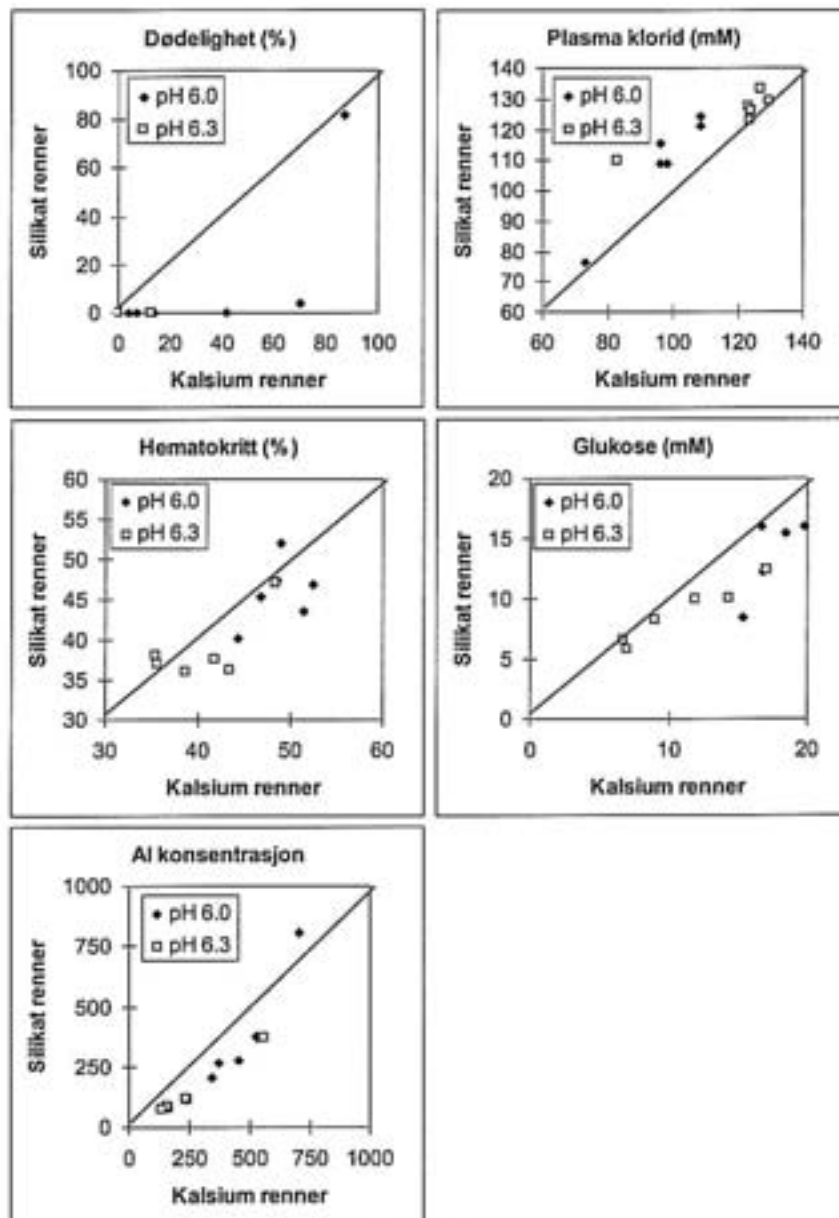 Dødelighet (%)
100
80
60
40
20
0
pH 6.0
pH 6.3
Silikat renner
0 20 40 60 80 100
Kalsium renner
Plasma klorid (mM)
140
130
120
110
100
90
80
70
60
pH 6.0
pH 6.3
Silikat renner
60 80 100 120 140
Kalsium renner
Hematokritt (%)
60
55
50
45
40
35
30
pH 6.0
pH 6.3
Silikat renner
30 40 50 60
Kalsium renner
Glukose (mM)
20
15
10
5
0
pH 6.0
pH 6.3
Silikat renner
0 10 20
Kalsium renner
Al konsentrasjon
1000
750
500
250
0
pH 6.0
pH 6.3
Silikat renner
0 250 500 750 1000
Kalsium renner